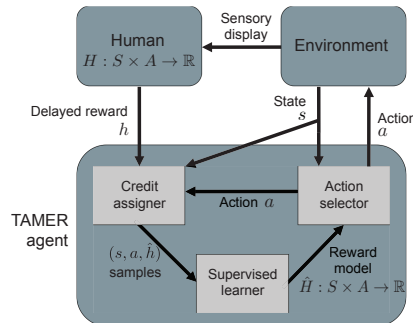 Human
H : S × A → ℝ
Sensory
display
Environment
Delayed reward
h
State
s
Action
a
TAMER
agent
Credit
assigner
Action a
Action
selector
(s, a, ĥ)
samples
Supervised
learner
Reward
model
Ĥ : S × A → ℝ